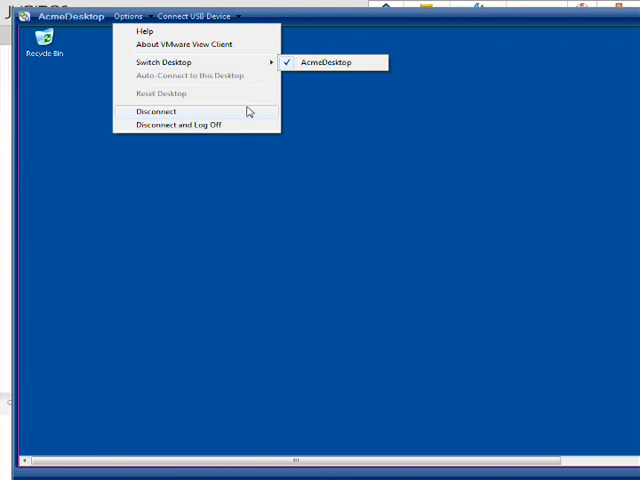 AcmeDesktop Options Connect USB Device
Recycle Bin
Help
About VMware View Client
Switch Desktop
AcmeDesktop
Auto-Connect to this Desktop
Reset Desktop
Disconnect
Disconnect and Log Off